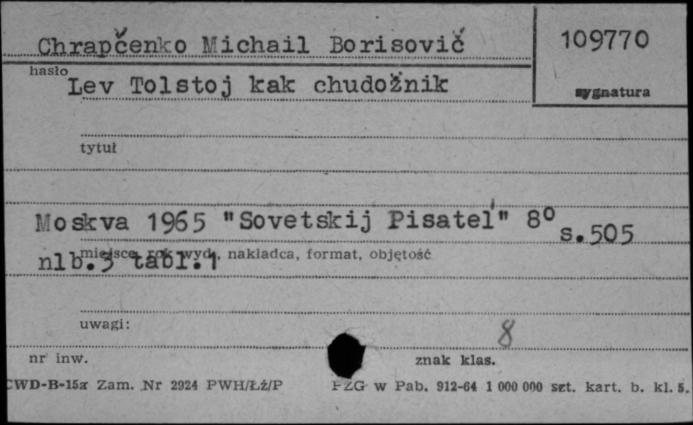 Chrapčenko Michail Borisovič
109770
hasło
Lev Tolstoj kak chudožnik
sygnatura
tytuł
Moskva 1965 "Sovetskij Pisatel'" 8° s.505
miejsce, rok wyd., nakładca, format, objętość
nlb.3 tabl.1
uwagi:
8
nr inw.
znak klas.
CWD-B-15a Zam. Nr 2924 PWH/Łż/P
PZG w Pab. 912-64 1 000 000 szt. kart. b. kl. 5.